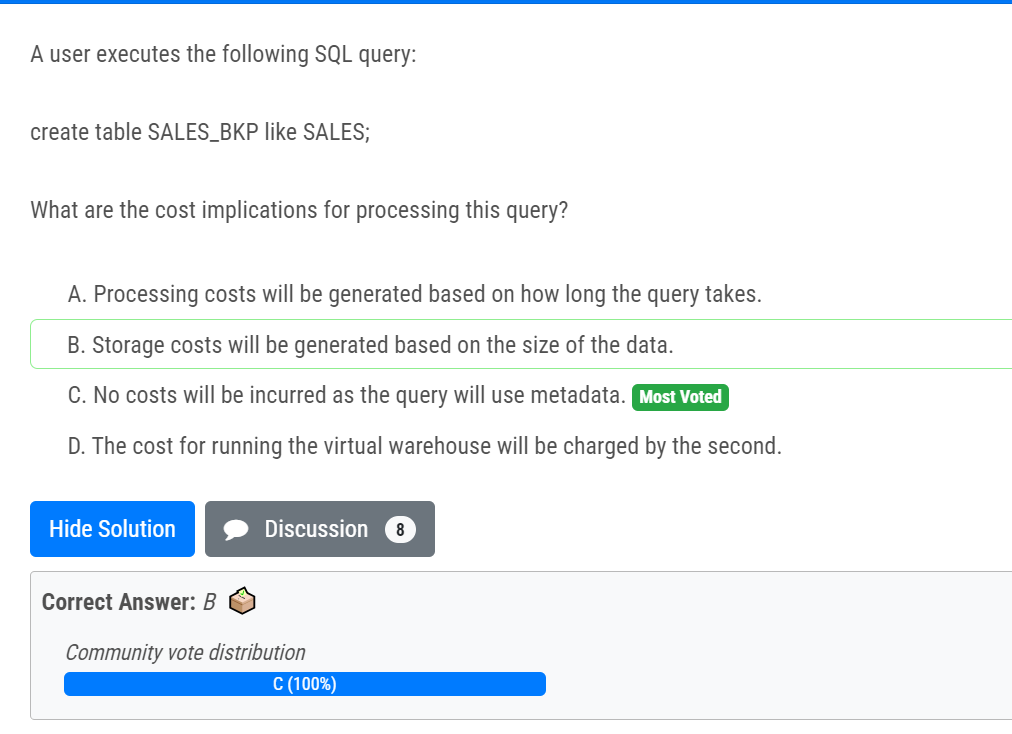 A user executes the following SQL query:
create table SALES_BKP like SALES;
What are the cost implications for processing this query?
A. Processing costs will be generated based on how long the query takes.
B. Storage costs will be generated based on the size of the data.
C. No costs will be incurred as the query will use metadata. Most Voted
D. The cost for running the virtual warehouse will be charged by the second.
Hide Solution Discussion 8
Correct Answer: B
Community vote distribution
C (100%)